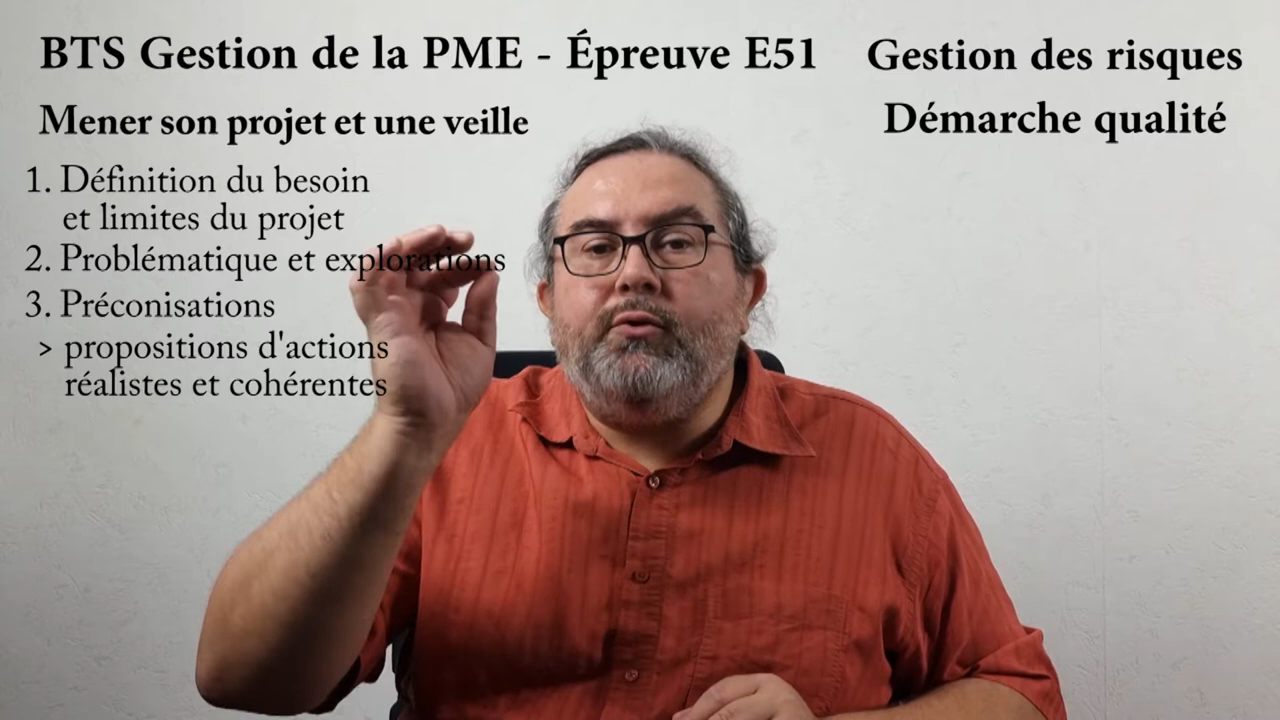 BTS Gestion de la PME - Épreuve E51
Gestion des risques
Démarche qualité
Mener son projet et une veille
1. Définition du besoin
et limites du projet
2. Problématique et explorations
3. Préconisations
> propositions d'actions
réalistes et cohérentes